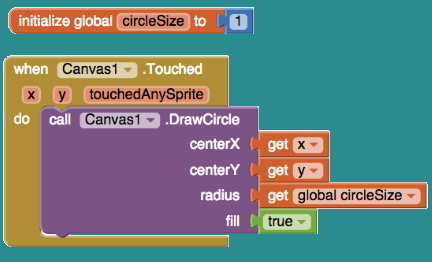 initialize global circleSize to 1
when Canvas1 .Touched
x y touchedAnySprite
do call Canvas1 .DrawCircle
centerX get x
centerY get y
radius get global circleSize
fill true